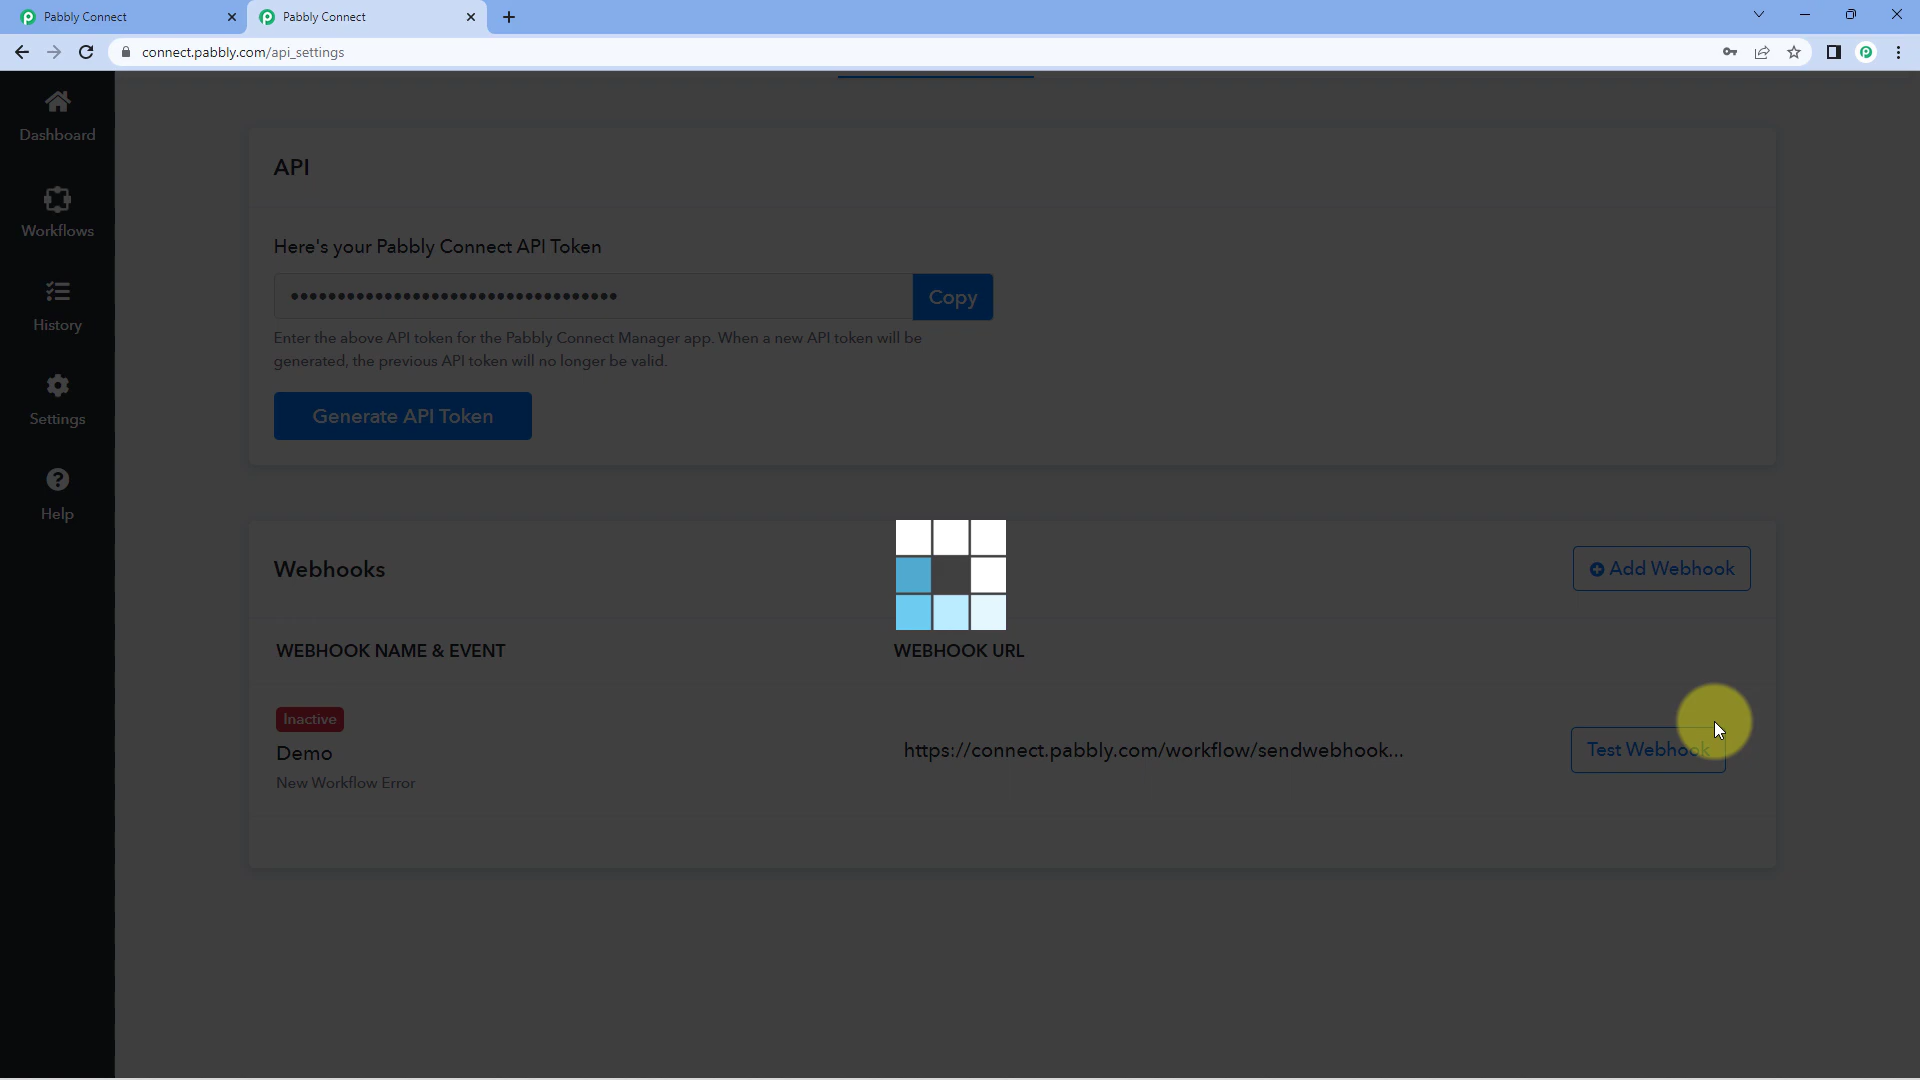 Pabbly Connect
Pabbly Connect
connect.pabbly.com/api_settings
Dashboard
Workflows
History
Settings
Help
API
Here's your Pabbly Connect API Token
•••••••••••••••••••••••••••••••••••
Copy
Enter the above API token for the Pabbly Connect Manager app. When a new API token will be
generated, the previous API token will no longer be valid.
Generate API Token
Webhooks
Add Webhook
WEBHOOK NAME & EVENT
WEBHOOK URL
Inactive
Demo
New Workflow Error
https://connect.pabbly.com/workflow/sendwebhook...
Test Webhook